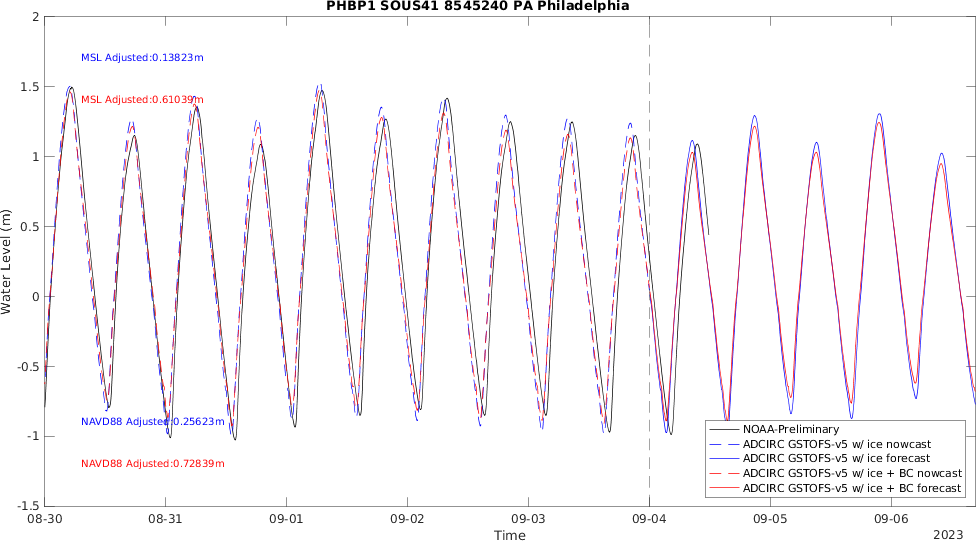 PHBP1 SOUS41 8545240 PA Philadelphia
2
MSL Adjusted:0.13823m
1.5
MSL Adjusted:0.61039m
1
0.5
Water Level (m)
0
-0.5
NAVD88 Adjusted:0.25623m
-1
NAVD88 Adjusted:0.72839m
-1.5
NOAA-Preliminary
ADCIRC GSTOFS-v5 w/ ice nowcast
ADCIRC GSTOFS-v5 w/ ice forecast
ADCIRC GSTOFS-v5 w/ ice + BC nowcast
ADCIRC GSTOFS-v5 w/ ice + BC forecast
08-30 08-31 09-01 09-02 09-03 09-04 09-05 09-06
Time
2023